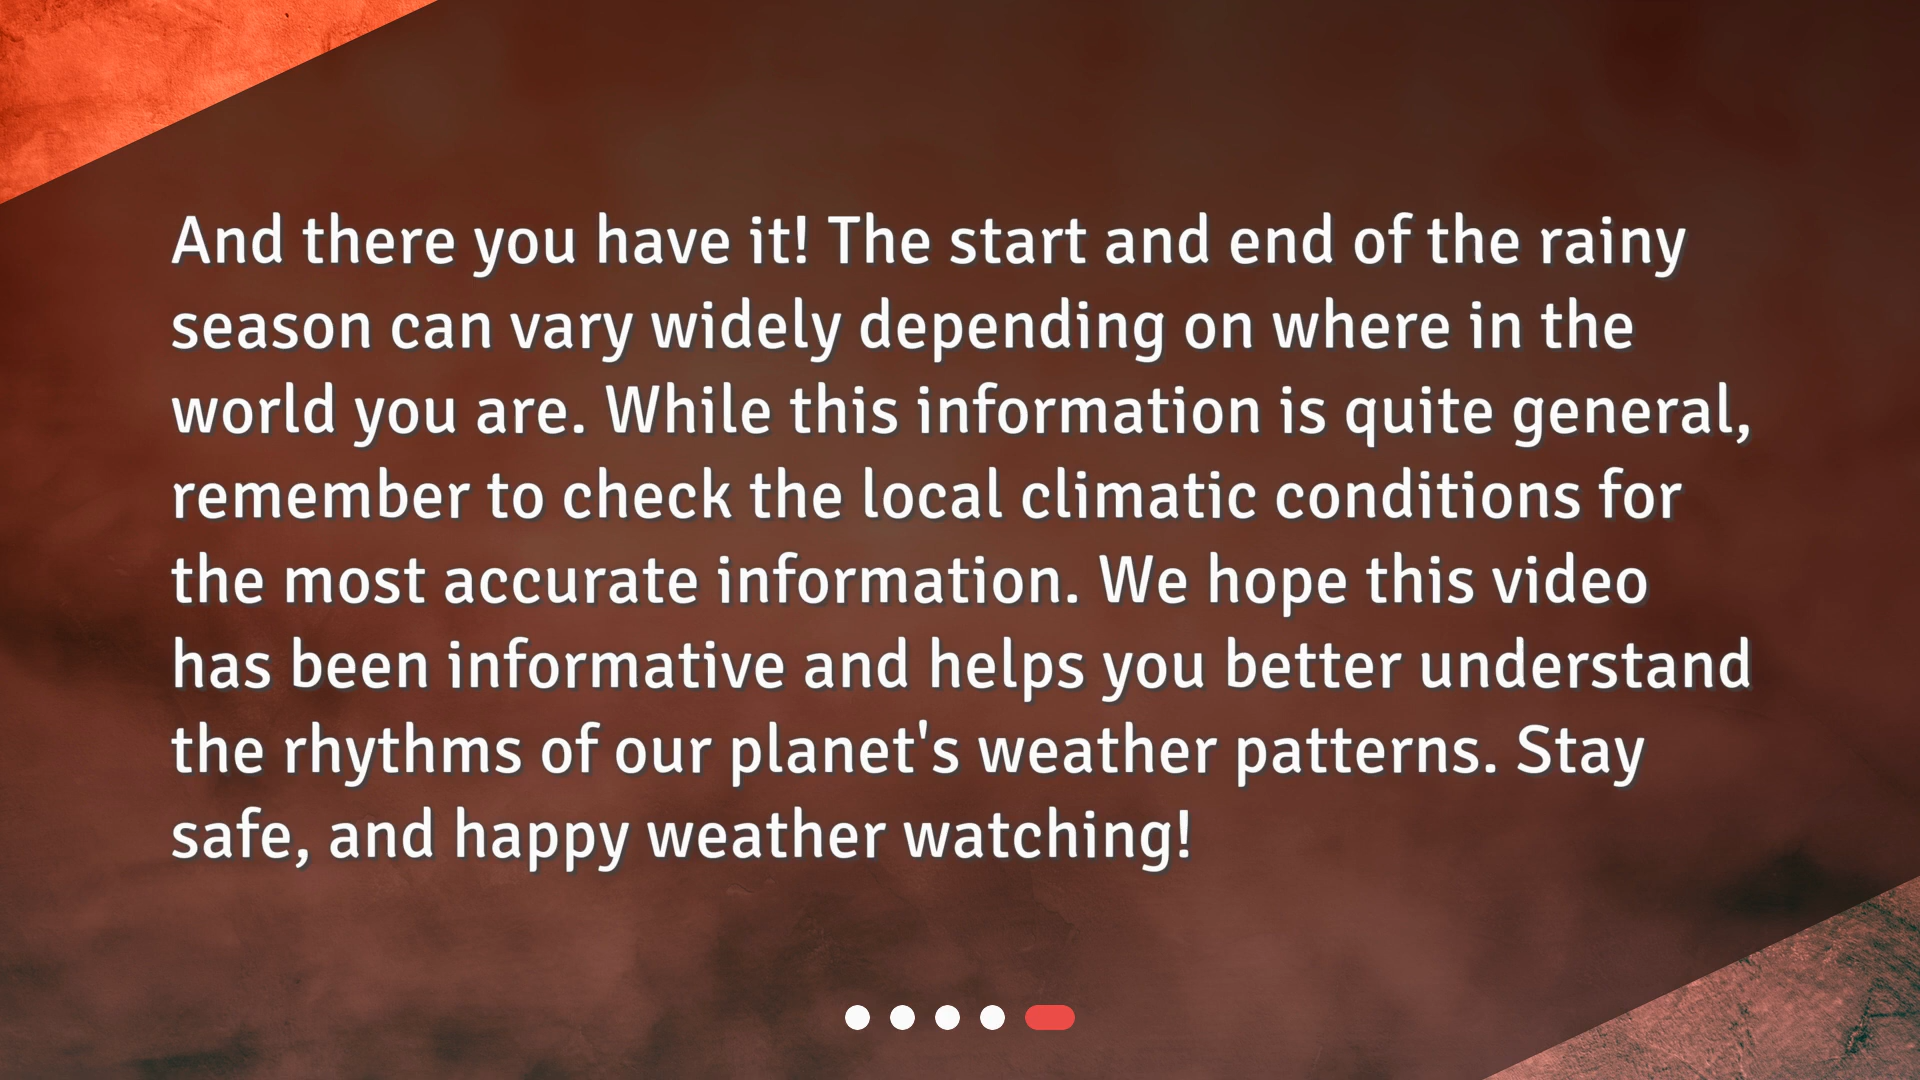 And there you have it! The start and end of the rainy
season can vary widely depending on where in the
world you are. While this information is quite general,
remember to check the local climatic conditions for
the most accurate information. We hope this video
has been informative and helps you better understand
the rhythms of our planet's weather patterns. Stay
safe, and happy weather watching!